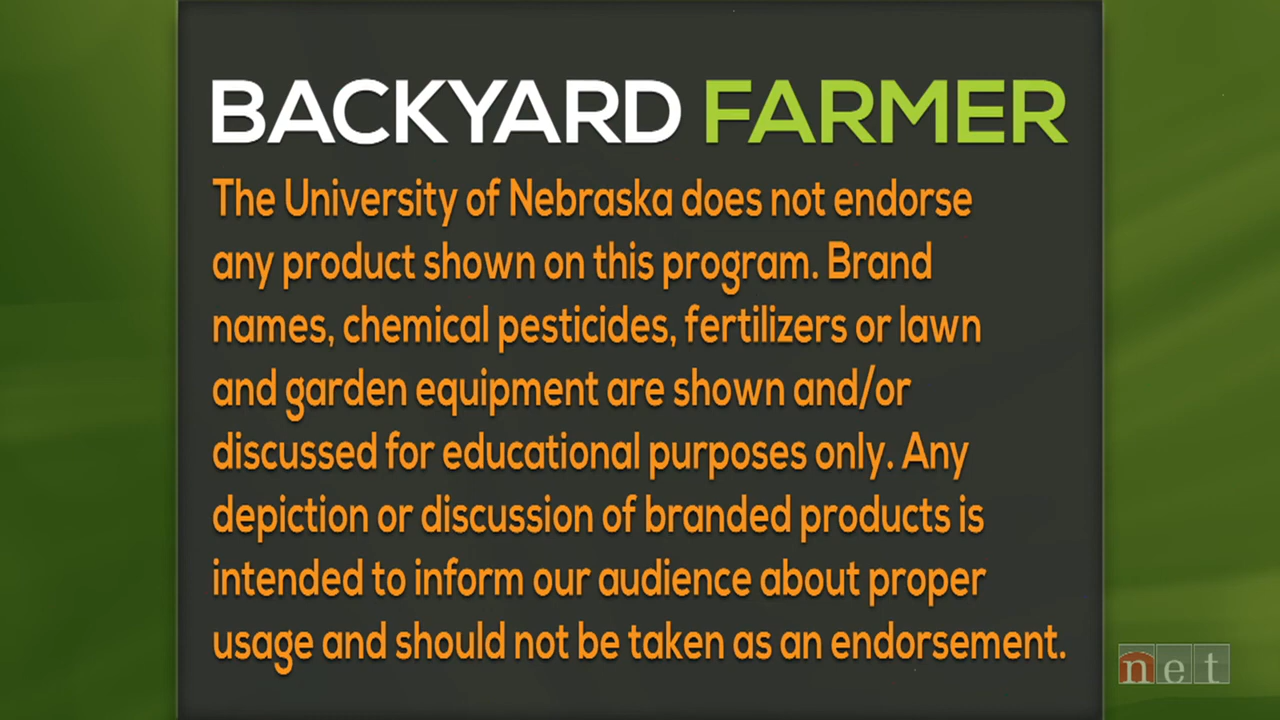 BACKYARD FARMER
The University of Nebraska does not endorse
any product shown on this program. Brand
names, chemical pesticides, fertilizers or lawn
and garden equipment are shown and/or
discussed for educational purposes only. Any
depiction or discussion of branded products is
intended to inform our audience about proper
usage and should not be taken as an endorsement.
net